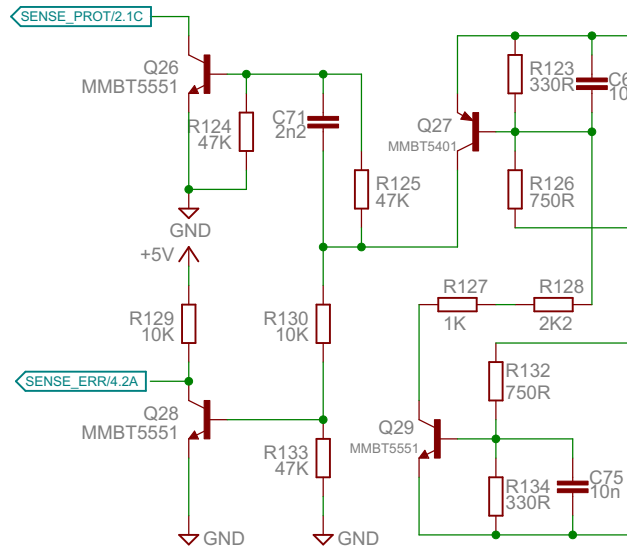 SENSE_PROT/2.1C
Q26
MMBT5551
R124
47K
C71
2n2
R125
47K
GND
+5V
R129
10K
R130
10K
SENSE_ERR/4.2A
Q28
MMBT5551
R133
47K
GND
GND
R123
330R
Q27
MMBT5401
R126
750R
R127
1K
R128
2K2
R132
750R
Q29
MMBT5551
R134
330R
C75
10n